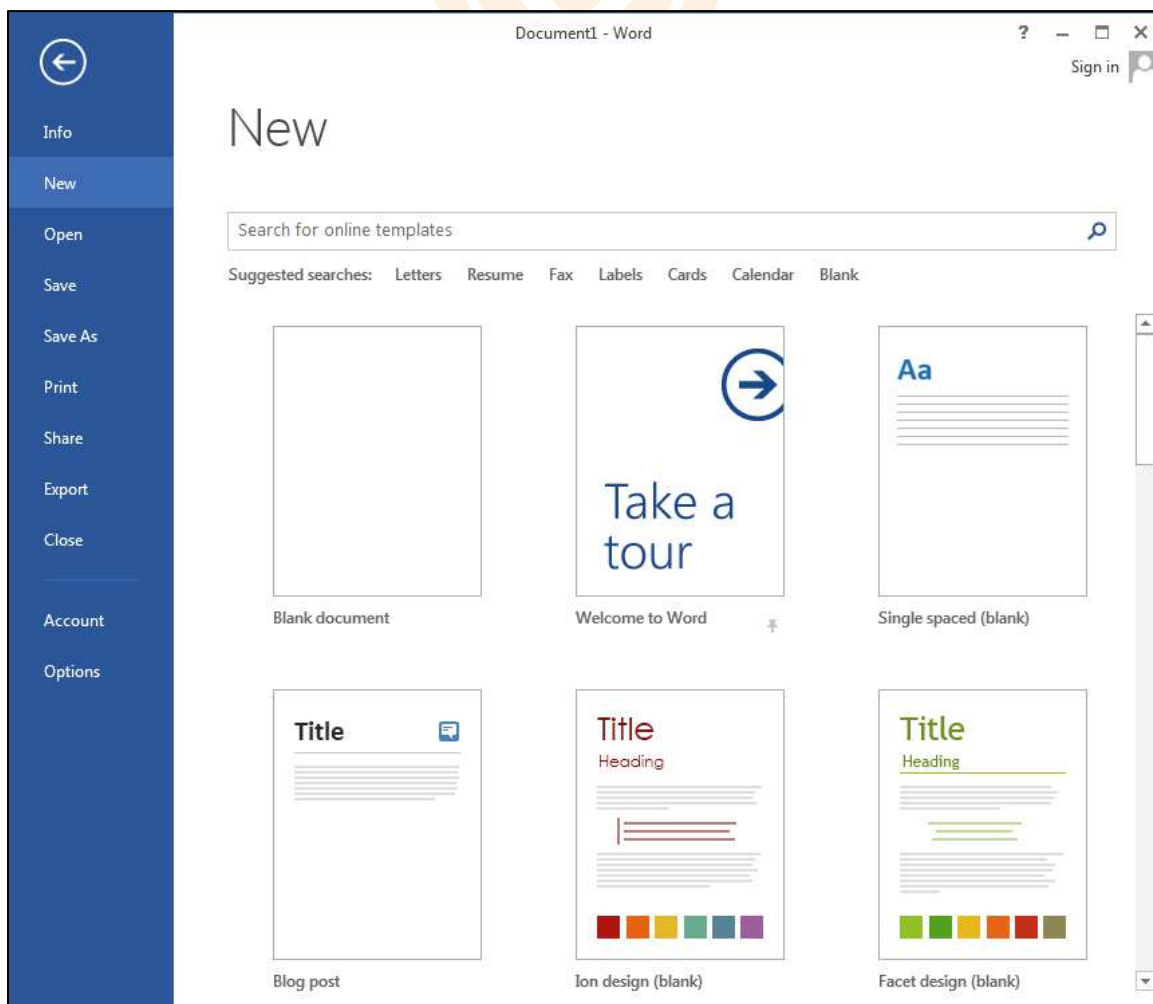 Document1 - Word
?
Sign in
Info
New
Open
Save
Save As
Print
Share
Export
Close
Account
Options
New
Search for online templates
Suggested searches: Letters Resume Fax Labels Cards Calendar Blank
Take a
tour
Aa
Blank document
Welcome to Word
Single spaced (blank)
Title
Title
Heading
Title
Heading
Blog post
Ion design (blank)
Facet design (blank)